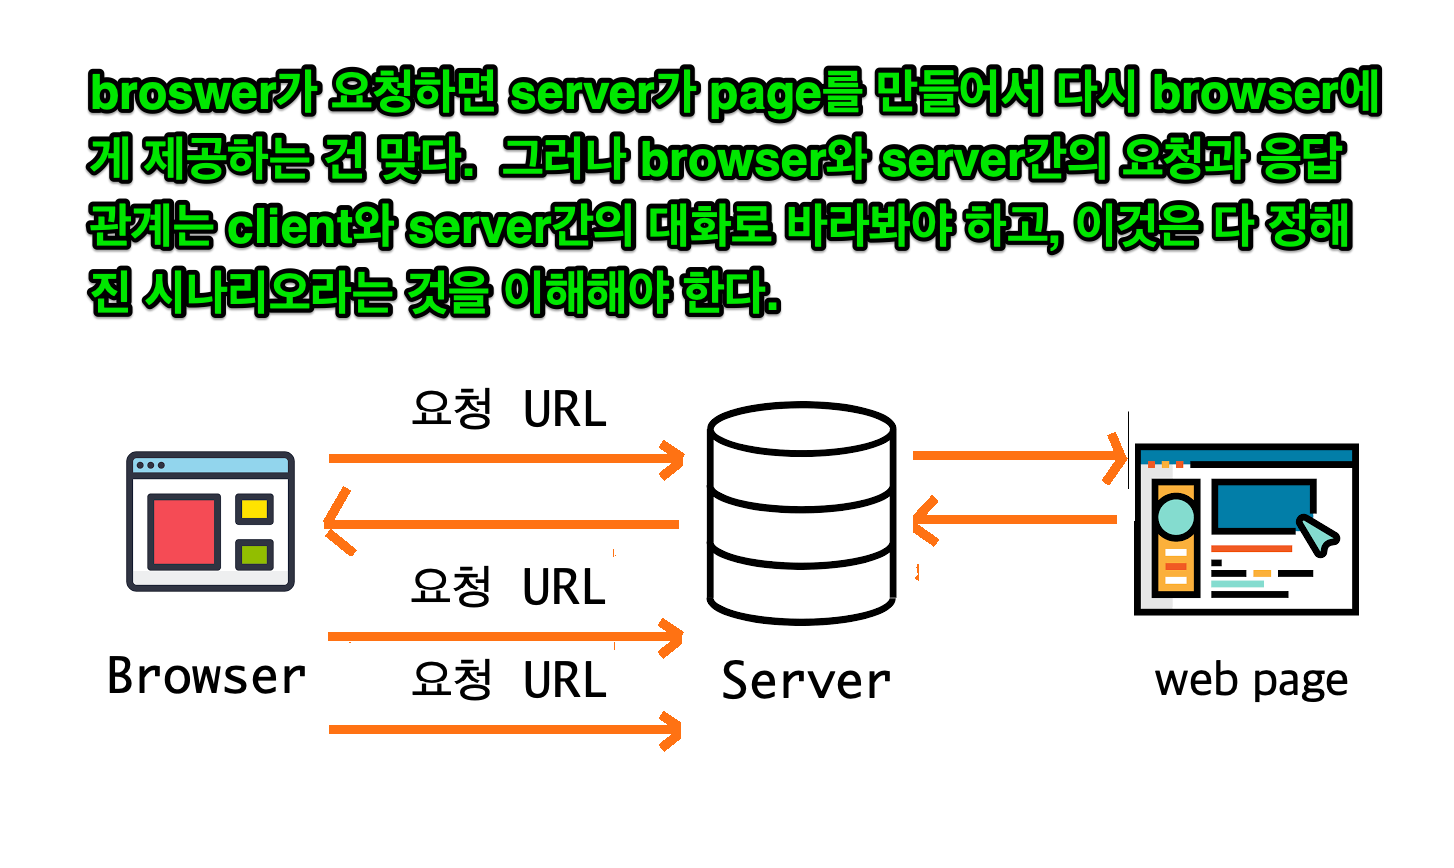 broswer가 요청하면 server가 page를 만들어서 다시 browser에
게 제공하는 건 맞다. 그러나 browser와 server간의 요청과 응답
관계는 client와 server간의 대화로 바라봐야 하고, 이것은 다 정해
진 시나리오라는 것을 이해해야 한다.
요청 URL
요청 URL
요청 URL
Browser
Server
web page